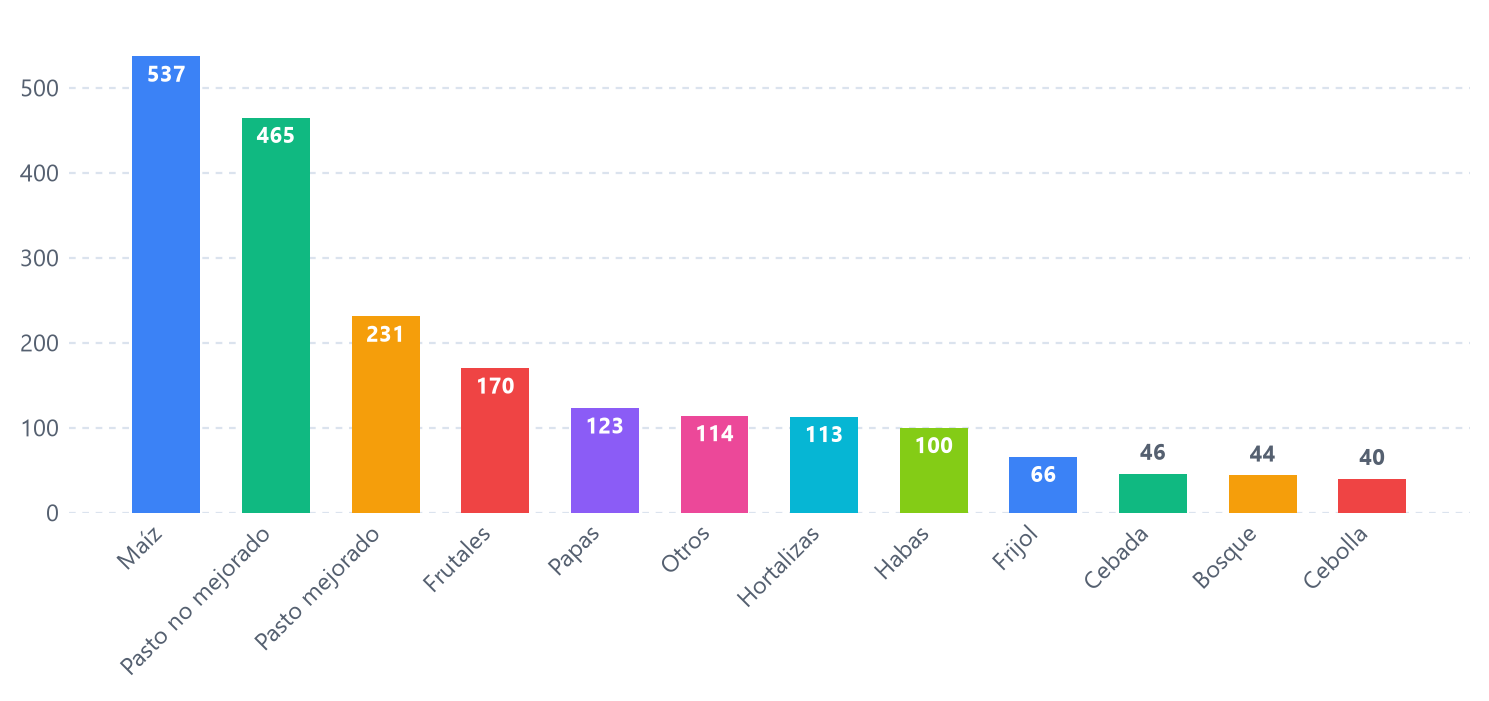 500
400
300
200
100
0
537
465
231
170
123
114
113
100
66
46
44
40
Maíz
Pasto no mejorado
Pasto mejorado
Frutales
Papas
Otros
Hortalizas
Habas
Frijol
Cebada
Bosque
Cebolla